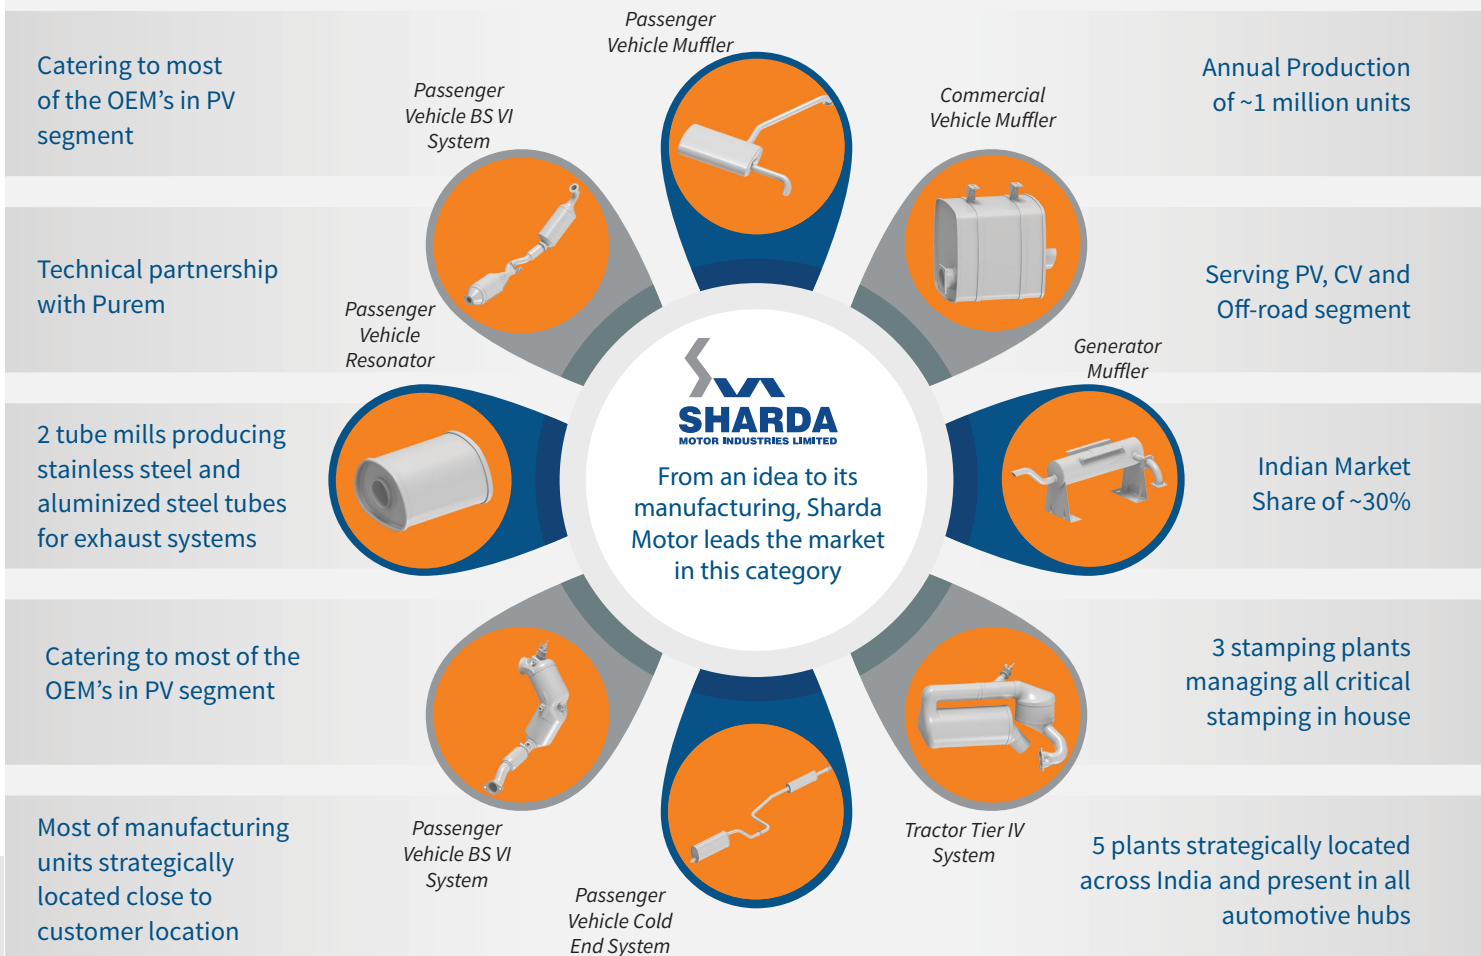 Passenger
Vehicle Muffler
Catering to most
of the OEM's in PV
segment
Passenger
Vehicle BS VI
System
Commercial
Vehicle Muffler
Annual Production
of ~1 million units
Technical partnership
with Purem
Passenger
Vehicle
Resonator
Serving PV, CV and
Off-road segment
Generator
Muffler
2 tube mills producing
stainless steel and
aluminized steel tubes
for exhaust systems
SHARDA
MOTOR INDUSTRIES LIMITED
From an idea to its
manufacturing, Sharda
Motor leads the market
in this category
Indian Market
Share of ~30%
Catering to most of the
OEM's in PV segment
3 stamping plants
managing all critical
stamping in house
Most of manufacturing
units strategically
located close to
customer location
Passenger
Vehicle BS VI
System
Passenger
Vehicle Cold
End System
Tractor Tier IV
System
5 plants strategically located
across India and present in all
automotive hubs